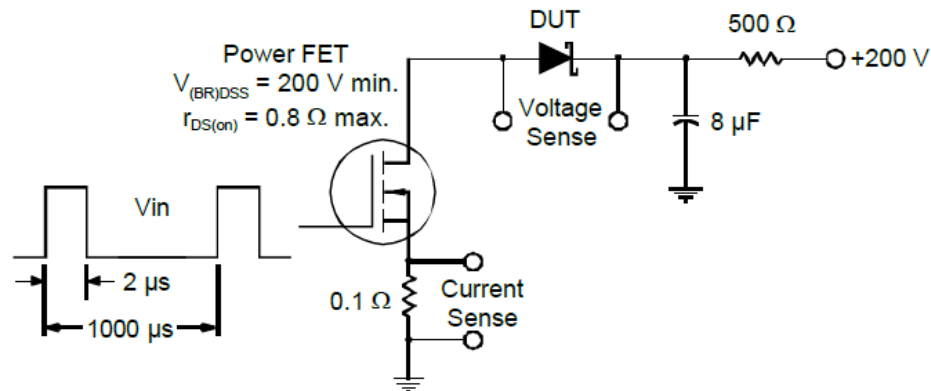 DUT
500 Ω
+200 V
Power FET
V(BR)DSS = 200 V min.
rDS(on) = 0.8 Ω max.
Voltage
Sense
8 µF
Vin
2 µs
1000 µs
0.1 Ω
Current
Sense